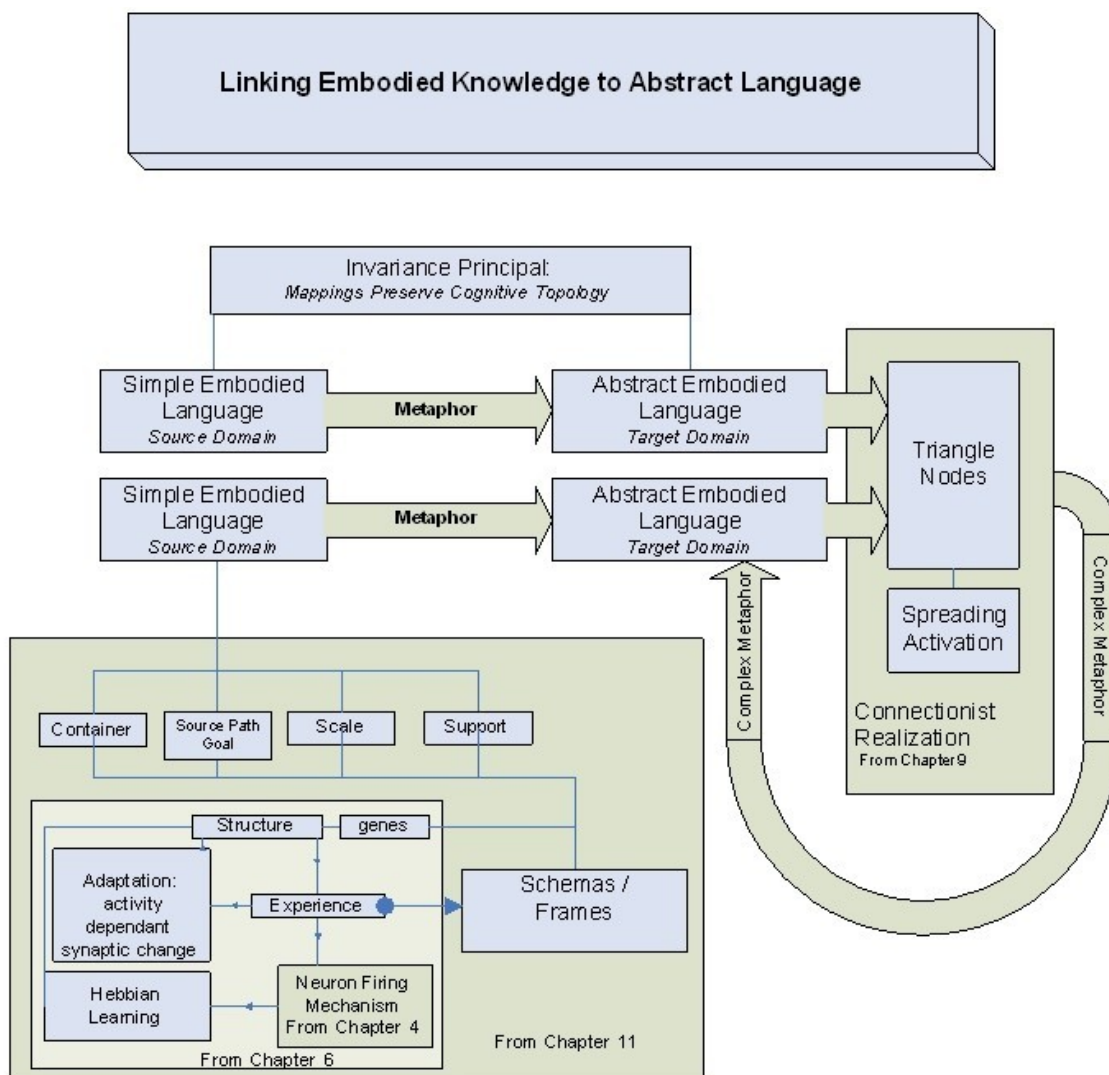 Linking Embodied Knowledge to Abstract Language
Invariance Principal:
Mappings Preserve Cognitive Topology
Simple Embodied
Language
Source Domain
Metaphor
Abstract Embodied
Language
Target Domain
Simple Embodied
Language
Source Domain
Metaphor
Abstract Embodied
Language
Target Domain
Triangle
Nodes
Spreading
Activation
Connectionist
Realization
From Chapter 9
Complex Metaphor
Complex Metaphor
Container
Source Path
Goal
Scale
Support
Structure
genes
Adaptation:
activity
dependant
synaptic change
Experience
Schemas /
Frames
Hebbian
Learning
Neuron Firing
Mechanism
From Chapter 4
From Chapter 6
From Chapter 11